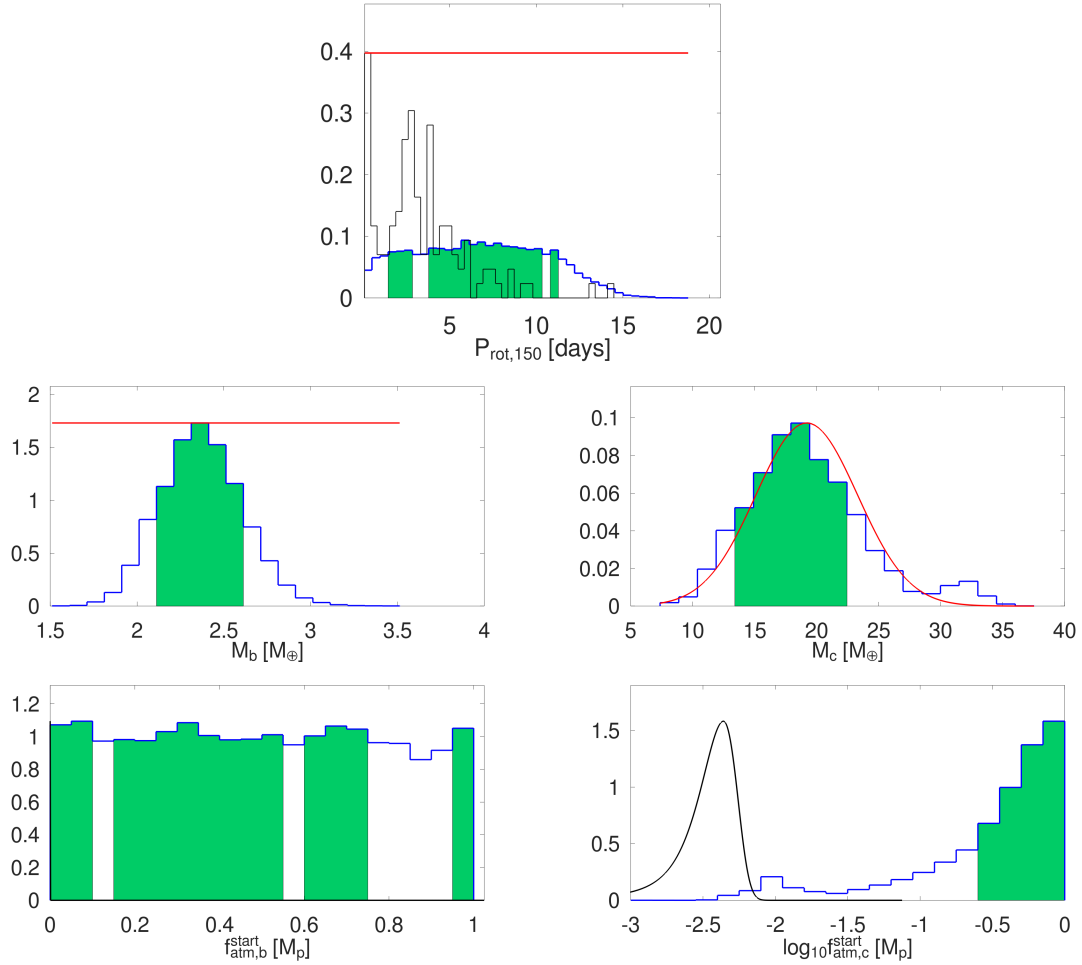 0.4
0.3
0.2
0.1
0
5 10 15 20
P_rot,150 [days]
2
1.5
1
0.5
0
1.5 2 2.5 3 3.5 4
M_b [M_⊕]
0.1
0.08
0.06
0.04
0.02
0
5 10 15 20 25 30 35 40
M_c [M_⊕]
1.2
1
0.8
0.6
0.4
0.2
0
0 0.2 0.4 0.6 0.8 1
f^start_atm,b [M_p]
1.5
1
0.5
0
-3 -2.5 -2 -1.5 -1 -0.5 0
log_10 f^start_atm,c [M_p]